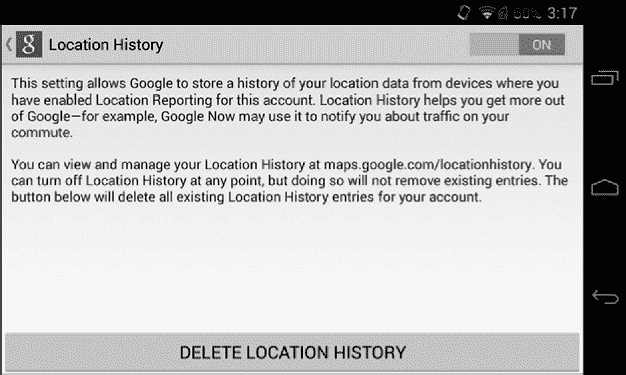 60% 3:17
g Location History ON
This setting allows Google to store a history of your location data from devices where you
have enabled Location Reporting for this account. Location History helps you get more out
of Google—for example, Google Now may use it to notify you about traffic on your
commute.
You can view and manage your Location History at maps.google.com/locationhistory. You
can turn off Location History at any point, but doing so will not remove existing entries. The
button below will delete all existing Location History entries for your account.
DELETE LOCATION HISTORY